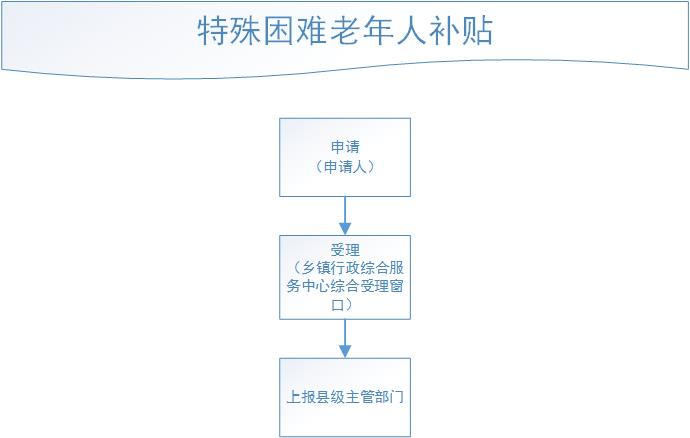 特殊困难老年人补贴
申请
（申请人）
受理
（乡镇行政综合服
务中心综合受理窗
口）
上报县级主管部门